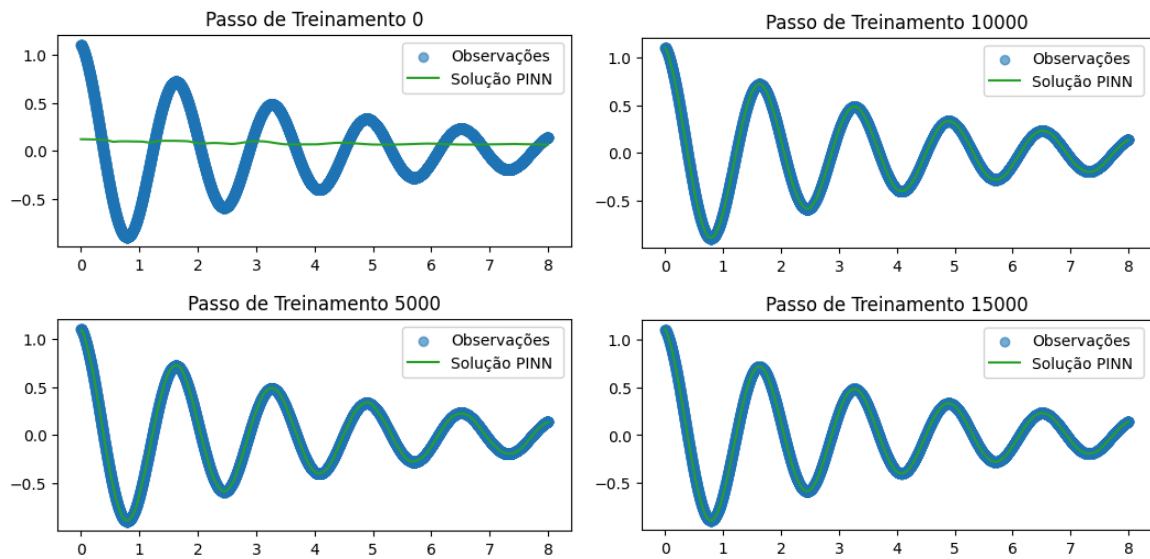 Passo de Treinamento 0
1.0
0.5
0.0
−0.5
0 1 2 3 4 5 6 7 8
Observações
Solução PINN
Passo de Treinamento 10000
1.0
0.5
0.0
−0.5
0 1 2 3 4 5 6 7 8
Observações
Solução PINN
Passo de Treinamento 5000
1.0
0.5
0.0
−0.5
0 1 2 3 4 5 6 7 8
Observações
Solução PINN
Passo de Treinamento 15000
1.0
0.5
0.0
−0.5
0 1 2 3 4 5 6 7 8
Observações
Solução PINN